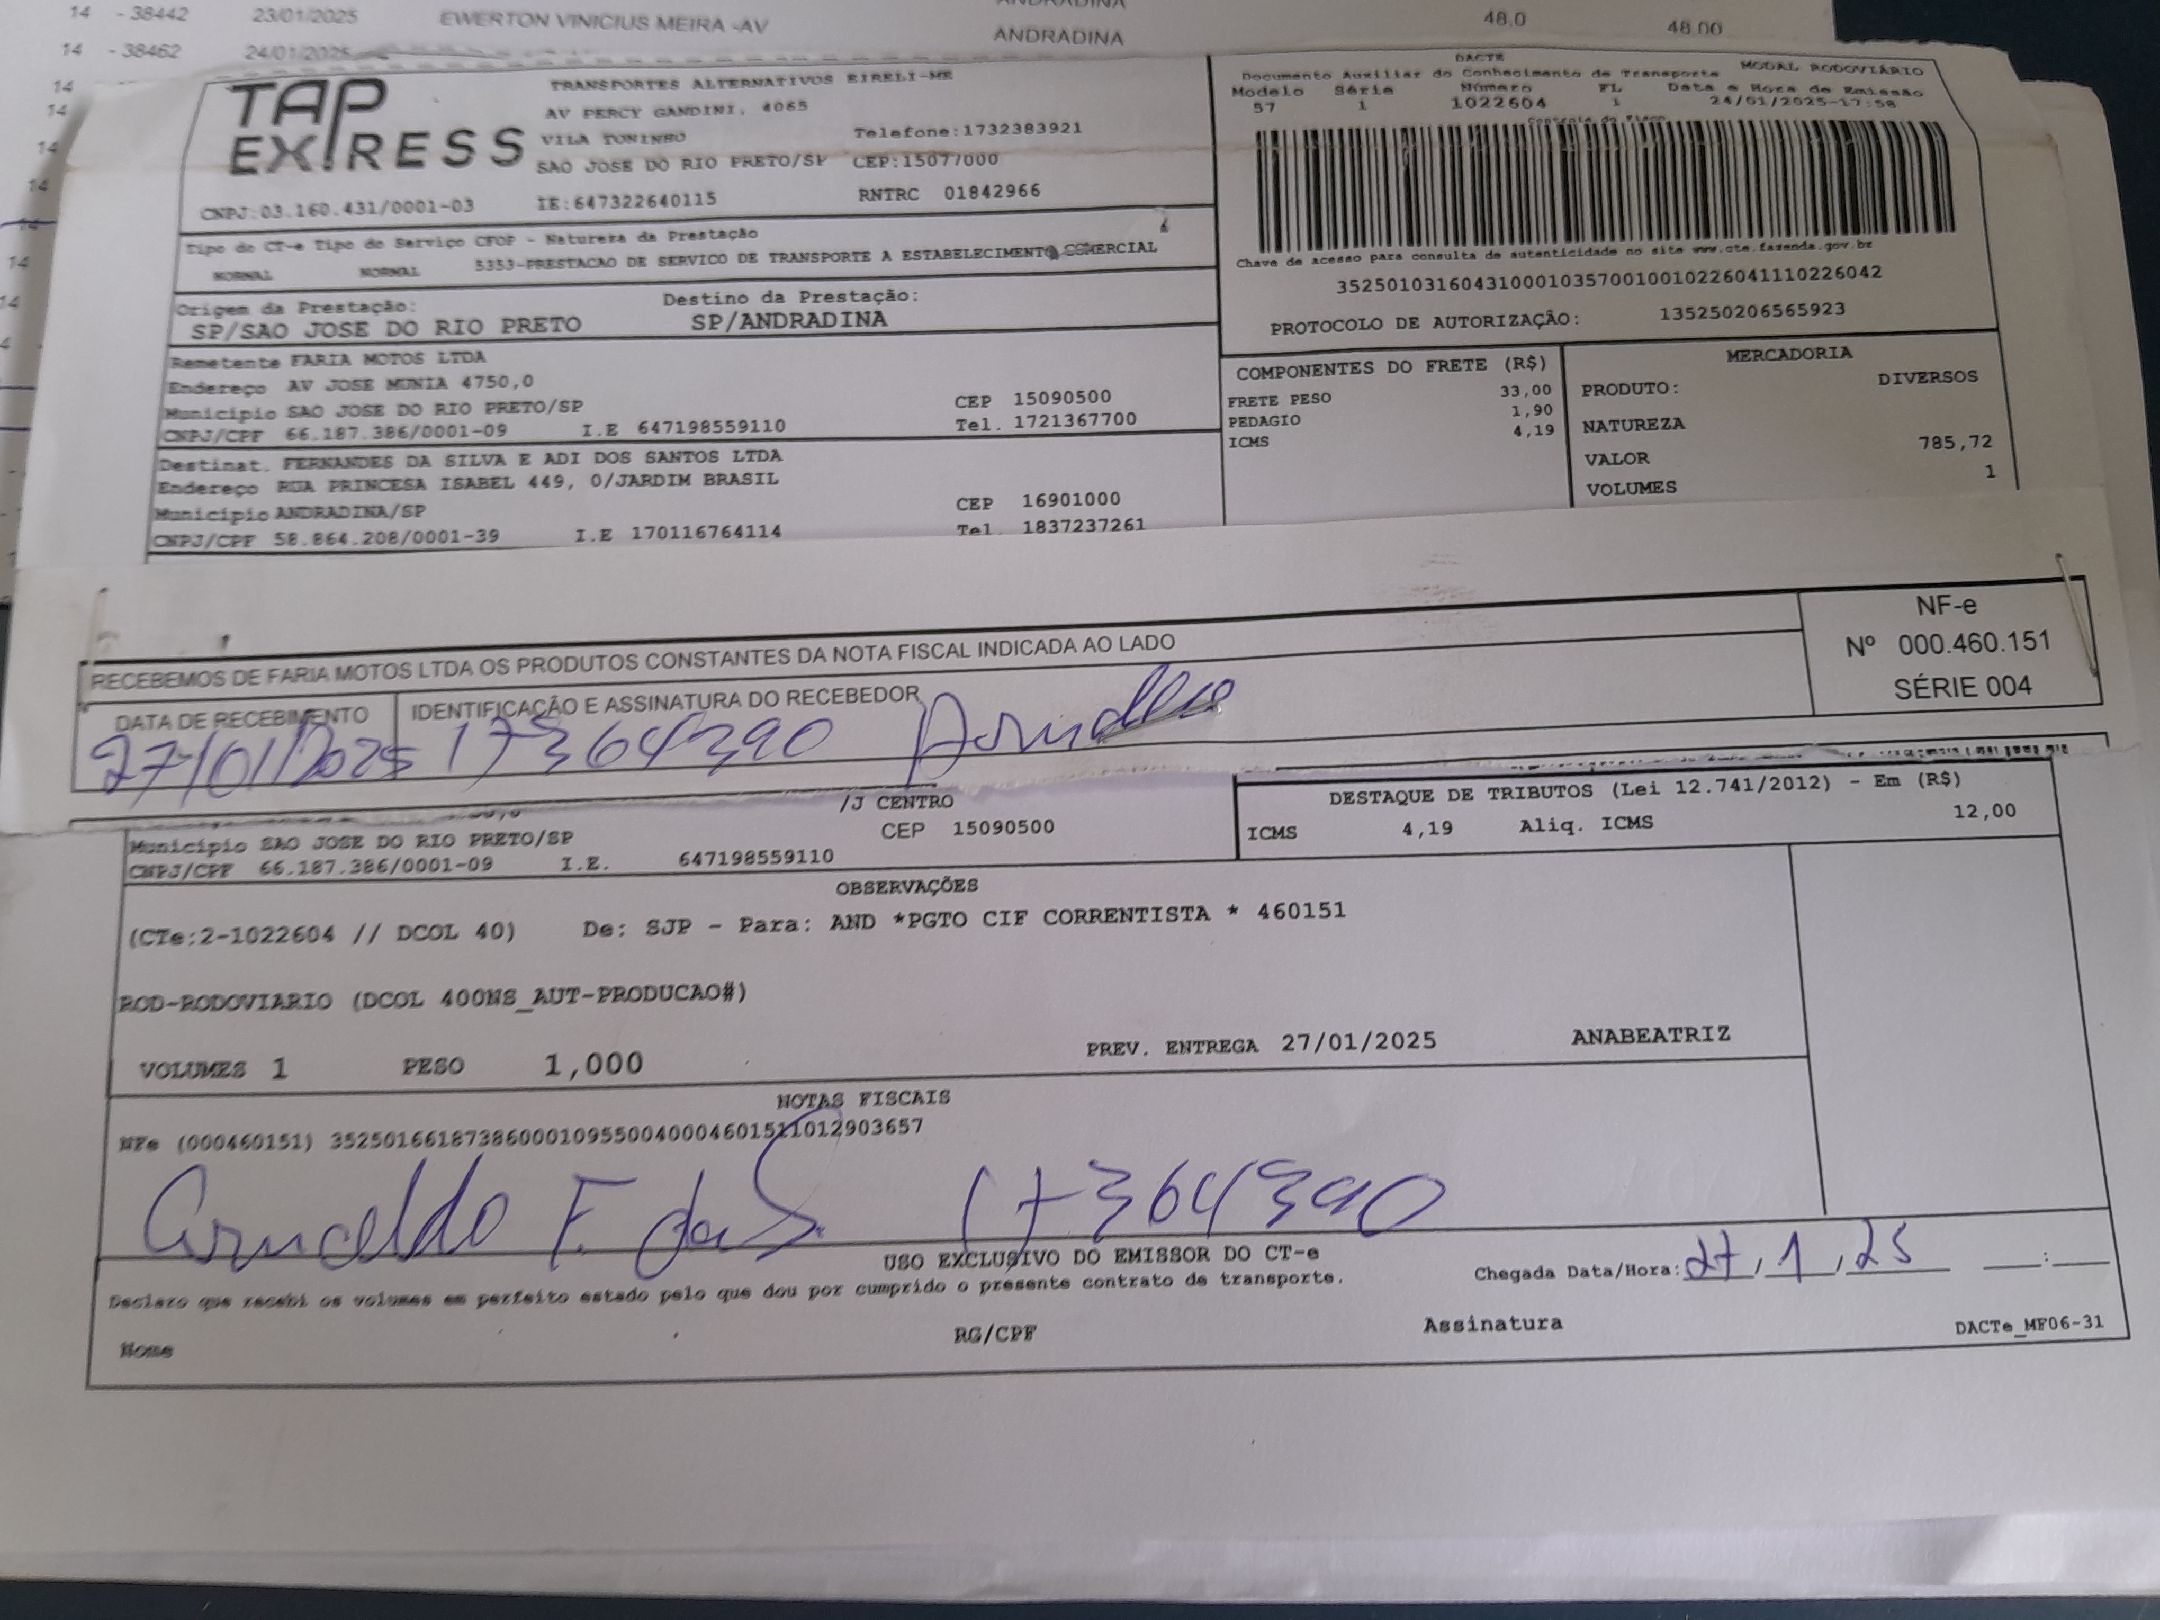 14 - 38442 23/01/2025 EWERTON VINICIUS MEIRA -AV ANDRADINA 48.0 48.00
14 - 38462 24/01/2025 ANDRADINA
TAP EXPRESS
TRANSPORTES ALTERNATIVOS EIRELI-ME
AV PERCY GANDINI, 4065
VILA TONINHO Telefone:1732383921
SAO JOSE DO RIO PRETO/SP CEP:15077000
CNPJ:03.160.431/0001-03 IE:647322640115 RNTRC 01842966
DACTE
Documento Auxiliar do Conhecimento de Transporte MODAL RODOVIÁRIO
Modelo Série Número FL Data e Hora de Emissão
57 1 1022604 1 24/01/2025-17:58
Controle do Fisco
Chave de acesso para consulta de autenticidade no site www.cte.fazenda.gov.br
35250103160431000103570010010226041110226042
PROTOCOLO DE AUTORIZAÇÃO: 135250206565923
Tipo do CT-e Tipo do Serviço CFOP - Natureza da Prestação
NORMAL NORMAL 5353-PRESTACAO DE SERVICO DE TRANSPORTE A ESTABELECIMENTO COMERCIAL
Origem da Prestação: Destino da Prestação:
SP/SAO JOSE DO RIO PRETO SP/ANDRADINA
Remetente FARIA MOTOS LTDA
Endereço AV JOSE MUNIA 4750,0
Município SAO JOSE DO RIO PRETO/SP CEP 15090500
CNPJ/CPF 66.187.386/0001-09 I.E 647198559110 Tel. 1721367700
Destinat. FERNANDES DA SILVA E ADI DOS SANTOS LTDA
Endereço RUA PRINCESA ISABEL 449, 0/JARDIM BRASIL
Município ANDRADINA/SP CEP 16901000
CNPJ/CPF 58.864.208/0001-39 I.E 170116764114 Tel. 1837237261
COMPONENTES DO FRETE (R$)
FRETE PESO 33,00
PEDAGIO 1,90
ICMS 4,19
MERCADORIA
PRODUTO: DIVERSOS
NATUREZA
VALOR 785,72
VOLUMES 1
RECEBEMOS DE FARIA MOTOS LTDA OS PRODUTOS CONSTANTES DA NOTA FISCAL INDICADA AO LADO
NF-e
Nº 000.460.151
SÉRIE 004
DATA DE RECEBIMENTO IDENTIFICAÇÃO E ASSINATURA DO RECEBEDOR
27/01/2025 17364390
/J CENTRO
Município SAO JOSE DO RIO PRETO/SP CEP 15090500
CNPJ/CPF 66.187.386/0001-09 I.E. 647198559110
DESTAQUE DE TRIBUTOS (Lei 12.741/2012) - Em (R$)
ICMS 4,19 Aliq. ICMS 12,00
OBSERVAÇÕES
(CTe:2-1022604 // DCOL 40) De: SJP - Para: AND *PGTO CIF CORRENTISTA * 460151
ROD-RODOVIARIO (DCOL 400NS_AUT-PRODUCAO#)
VOLUMES 1 PESO 1,000 PREV. ENTREGA 27/01/2025 ANABEATRIZ
NOTAS FISCAIS
NFe (000460151) 35250166187386000109550040004601511012903657
Arnaldo F. da S. 17364390
USO EXCLUSIVO DO EMISSOR DO CT-e
Declaro que recebi os volumes em perfeito estado pelo que dou por cumprido o presente contrato de transporte. Chegada Data/Hora: 27/1/25 :
Nome RG/CPF Assinatura DACTe_MF06-31